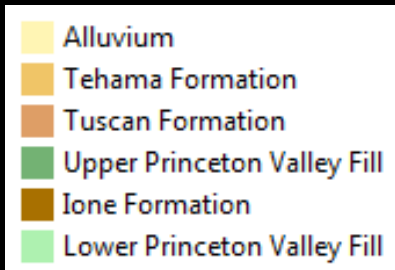 Alluvium
Tehama Formation
Tuscan Formation
Upper Princeton Valley Fill
Ione Formation
Lower Princeton Valley Fill